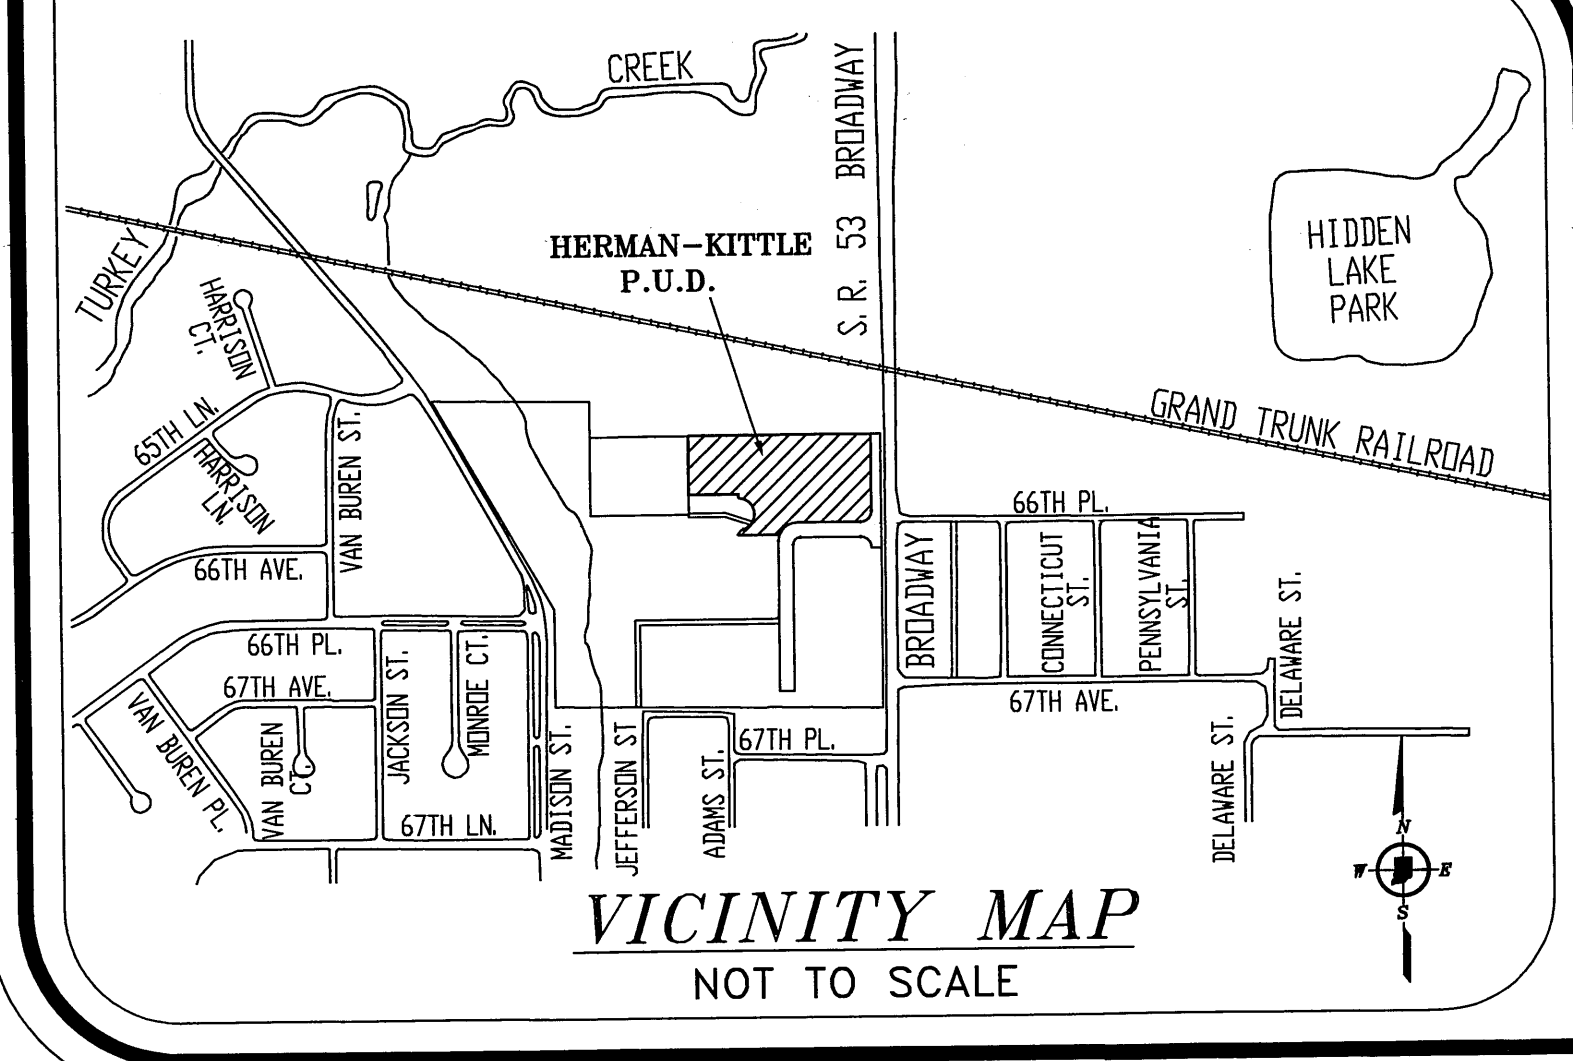 CREEK
S. R. 53 BROADWAY
TURKEY
HERMAN-KITTLE
P.U.D.
HIDDEN
LAKE
PARK
HARRISON
CT.
65TH LN.
HARRISON
LN.
VAN BUREN ST.
GRAND TRUNK RAILROAD
66TH PL.
66TH AVE.
BROADWAY
CONNECTICUT
ST.
PENNSYLVANIA
ST.
DELAWARE ST.
66TH PL.
67TH AVE.
VAN BUREN PL.
VAN BUREN
CT.
JACKSON ST.
MONROE CT.
67TH LN.
MADISON ST.
JEFFERSON ST
ADAMS ST.
67TH PL.
67TH AVE.
DELAWARE ST.
N
W E
S
VICINITY MAP
NOT TO SCALE